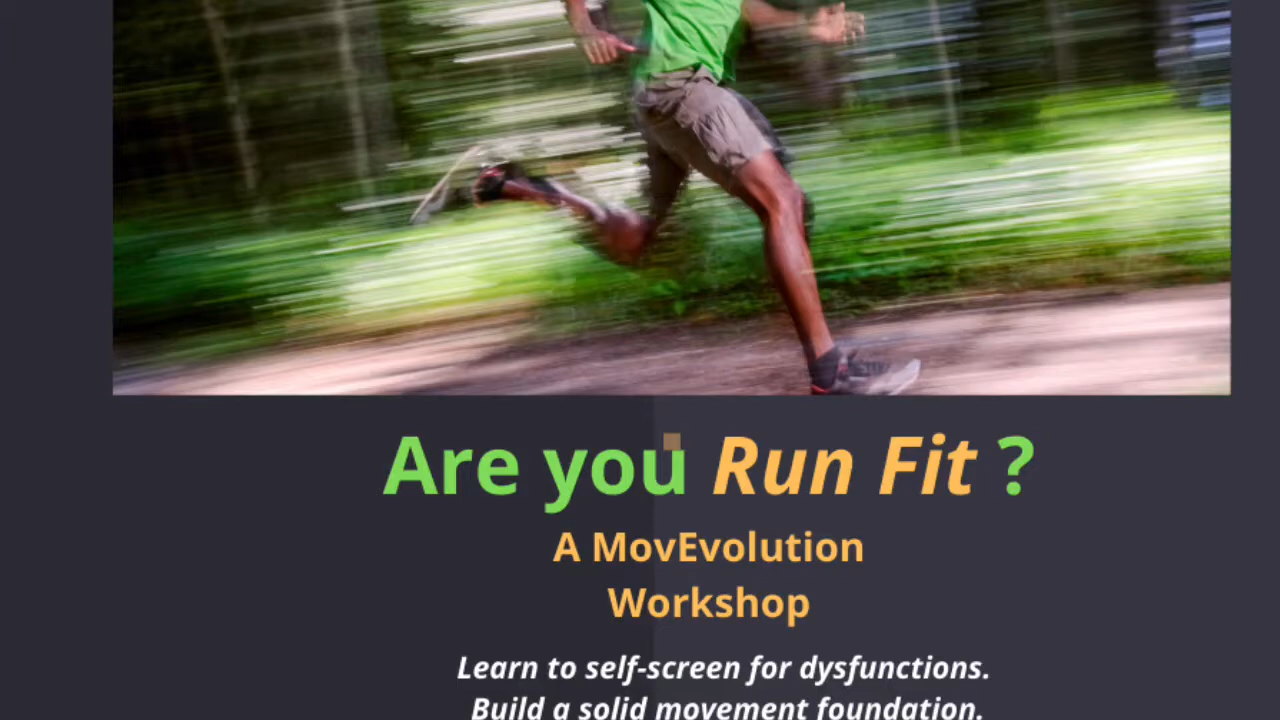 Are you Run Fit ?
A MovEvolution
Workshop
Learn to self-screen for dysfunctions.
Build a solid movement foundation.